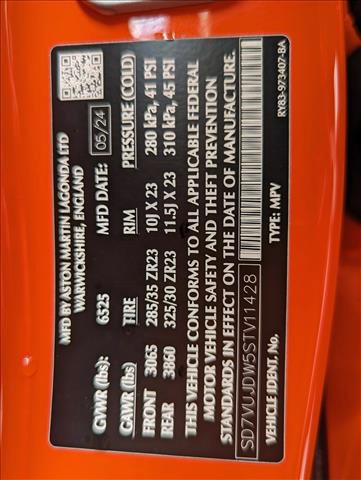 MFD BY ASTON MARTIN LAGONDA LTD
WARWICKSHIRE, ENGLAND
GVWR (lbs): 6525 MFD DATE: 05/24
GAWR (lbs) TIRE RIM PRESSURE (COLD)
FRONT 3065 285/35 ZR23 10J X 23 280 kPa, 41 PSI
REAR 3860 325/30 ZR23 11.5J X 23 310 kPa, 45 PSI
THIS VEHICLE CONFORMS TO ALL APPLICABLE FEDERAL
MOTOR VEHICLE SAFETY AND THEFT PREVENTION
STANDARDS IN EFFECT ON THE DATE OF MANUFACTURE.
SD7VUJDW5STV11428
VEHICLE IDENT. No. TYPE: MPV
RY83-973407-BA